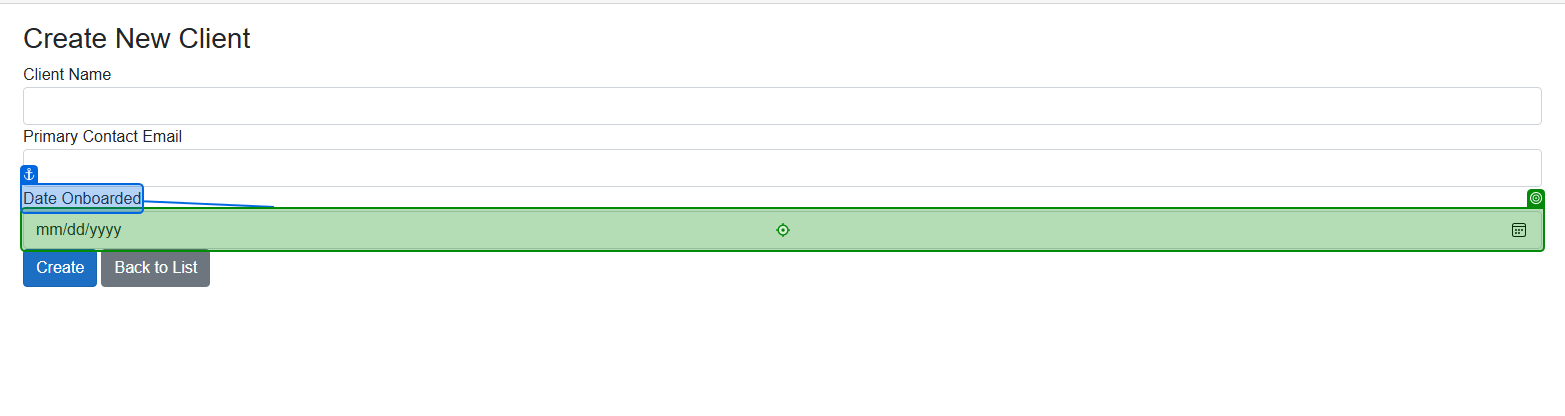 Create New Client
Client Name
Primary Contact Email
Date Onboarded
mm/dd/yyyy
Create Back to List